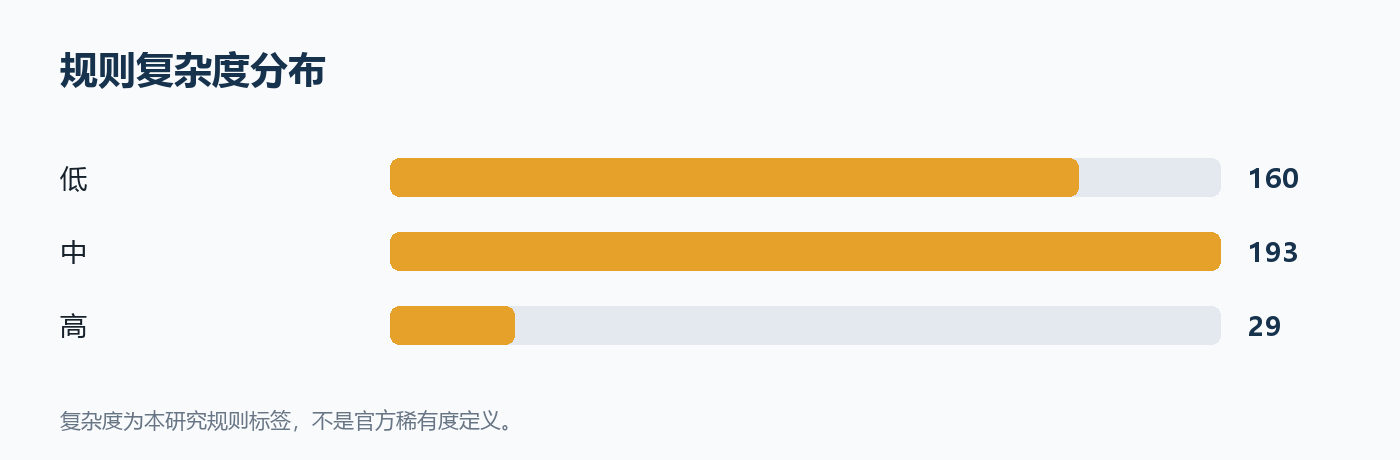 规则复杂度分布
低 160
中 193
高 29
复杂度为本研究规则标签，不是官方稀有度定义。